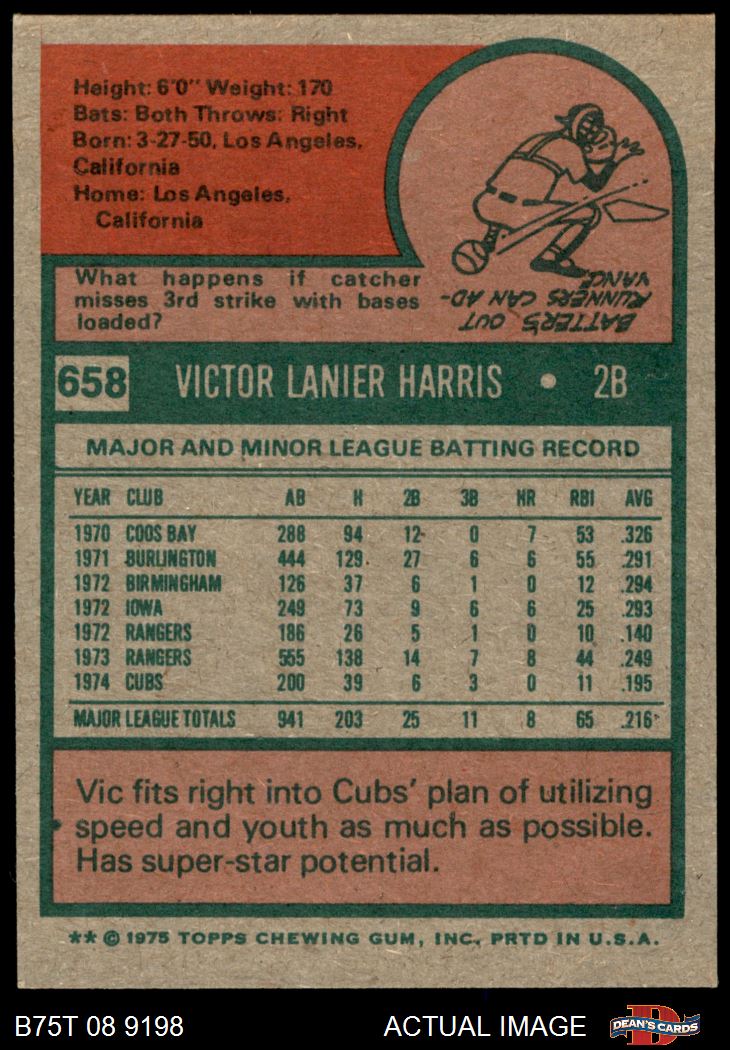 Height: 6'0" Weight: 170
Bats: Both Throws: Right
Born: 3-27-50, Los Angeles,
California
Home: Los Angeles,
California
What happens if catcher
misses 3rd strike with bases
loaded?
BATTER'S OUT
RUNNERS CAN AD-
VANCE
658 VICTOR LANIER HARRIS • 2B
MAJOR AND MINOR LEAGUE BATTING RECORD
YEAR CLUB AB H 2B 3B HR RBI AVG
1970 COOS BAY 288 94 12 0 7 53 .326
1971 BURLINGTON 444 129 27 6 6 55 .291
1972 BIRMINGHAM 126 37 6 1 0 12 .294
1972 IOWA 249 73 9 6 6 25 .293
1972 RANGERS 186 26 5 1 0 10 .140
1973 RANGERS 555 138 14 7 8 44 .249
1974 CUBS 200 39 6 3 0 11 .195
MAJOR LEAGUE TOTALS 941 203 25 11 8 65 .216
Vic fits right into Cubs' plan of utilizing
speed and youth as much as possible.
Has super-star potential.
** © 1975 TOPPS CHEWING GUM, INC. PRTD IN U.S.A.
B75T 08 9198 ACTUAL IMAGE D DEAN'S CARDS